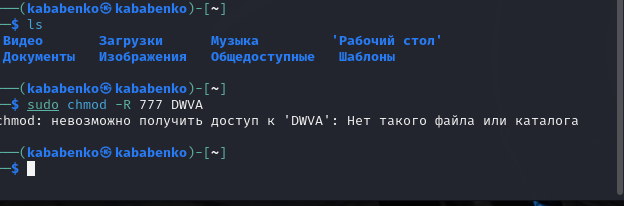 ──(kababenko㉿kababenko)-[~]
─$ ls
Видео Загрузки Музыка 'Рабочий стол'
Документы Изображения Общедоступные Шаблоны
──(kababenko㉿kababenko)-[~]
─$ sudo chmod -R 777 DWVA
chmod: невозможно получить доступ к 'DWVA': Нет такого файла или каталога
──(kababenko㉿kababenko)-[~]
─$